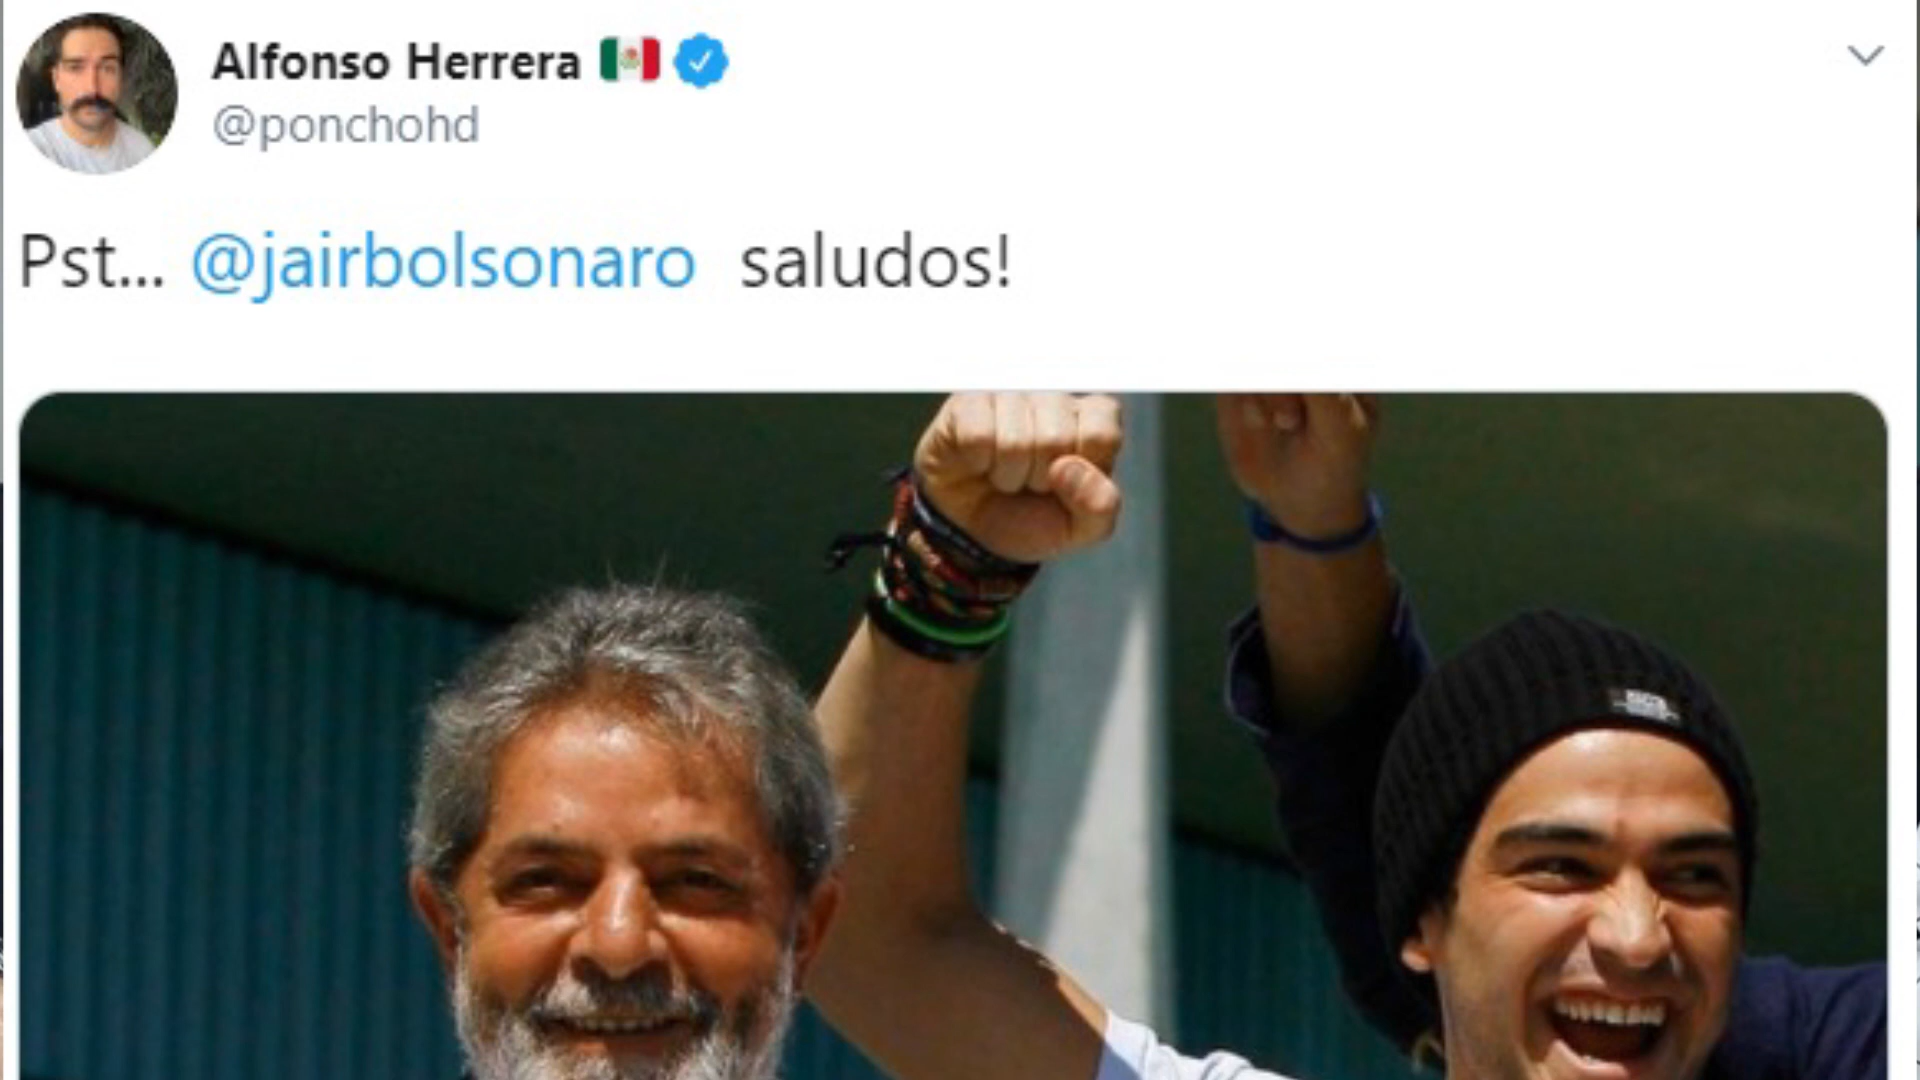 Alfonso Herrera 🇲🇽
@ponchohd
Pst... @jairbolsonaro saludos!